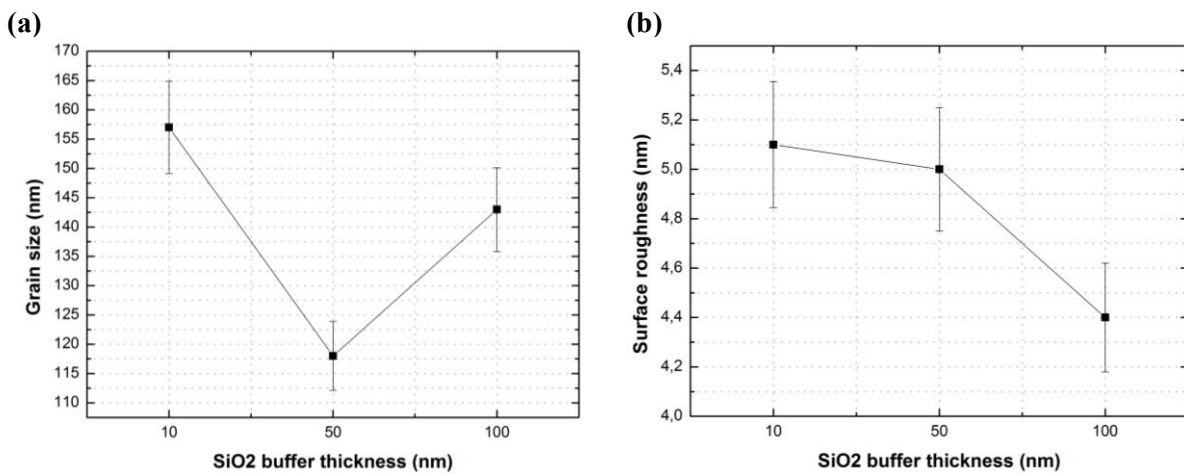 (a)
Grain size (nm)
170
165
160
155
150
145
140
135
130
125
120
115
110
10 50 100
SiO2 buffer thickness (nm)
(b)
Surface roughness (nm)
5,4
5,2
5,0
4,8
4,6
4,4
4,2
4,0
10 50 100
SiO2 buffer thickness (nm)